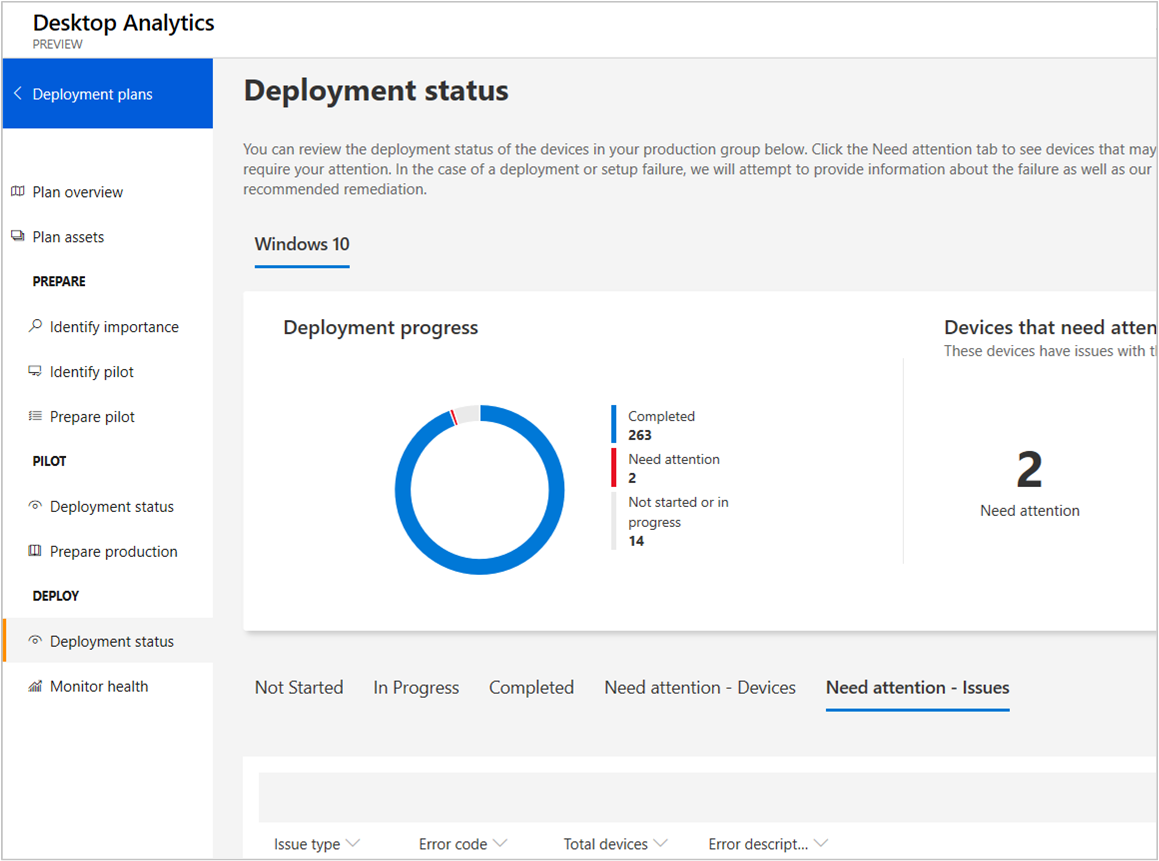 Desktop Analytics
PREVIEW
Deployment plans
Plan overview
Plan assets
PREPARE
Identify importance
Identify pilot
Prepare pilot
PILOT
Deployment status
Prepare production
DEPLOY
Deployment status
Monitor health
Deployment status
You can review the deployment status of the devices in your production group below. Click the Need attention tab to see devices that may
require your attention. In the case of a deployment or setup failure, we will attempt to provide information about the failure as well as our
recommended remediation.
Windows 10
Deployment progress
Completed
263
Need attention
2
Not started or in
progress
14
Devices that need atten
These devices have issues with t
2
Need attention
Not Started In Progress Completed Need attention - Devices Need attention - Issues
Issue type Error code Total devices Error descript...